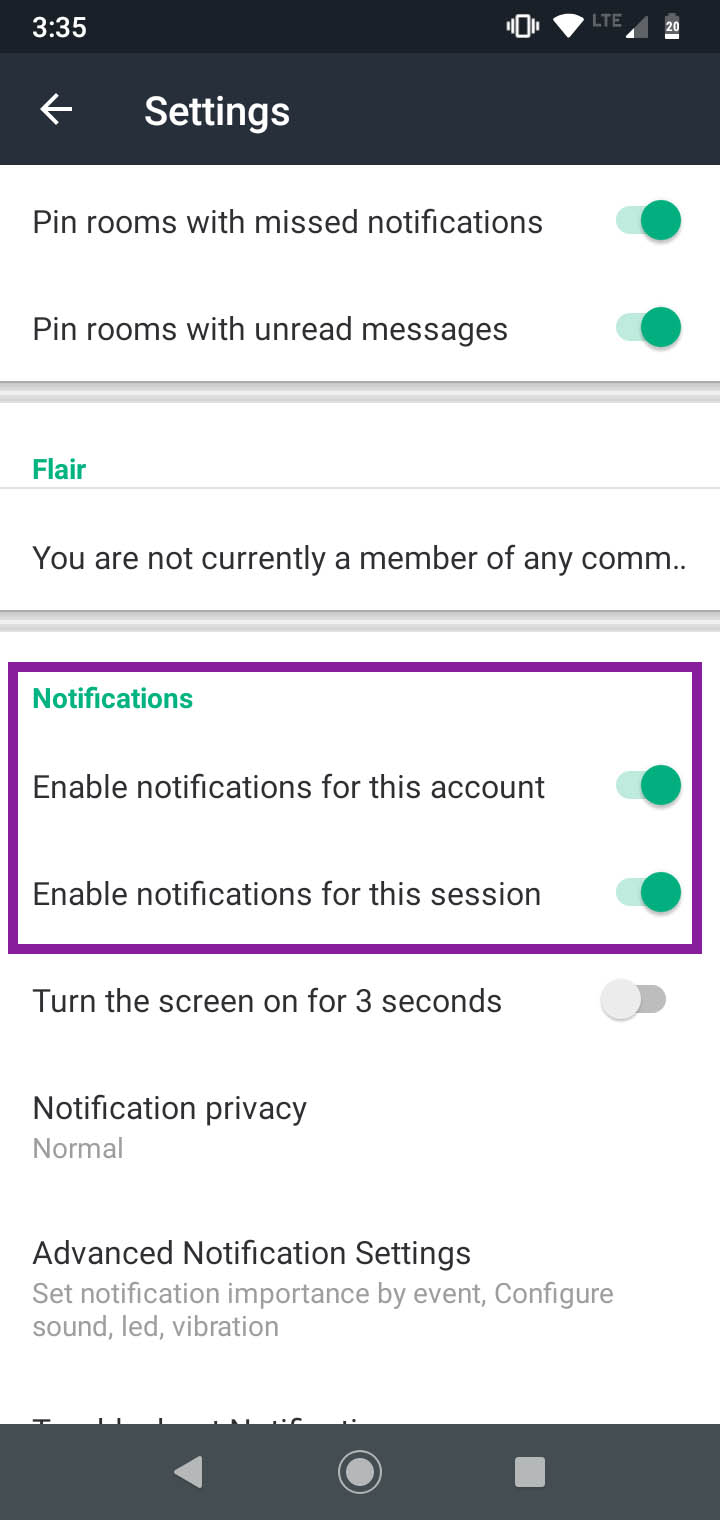 3:35
LTE
20
Settings
Pin rooms with missed notifications
Pin rooms with unread messages
Flair
You are not currently a member of any comm..
Notifications
Enable notifications for this account
Enable notifications for this session
Turn the screen on for 3 seconds
Notification privacy
Normal
Advanced Notification Settings
Set notification importance by event, Configure
sound, led, vibration